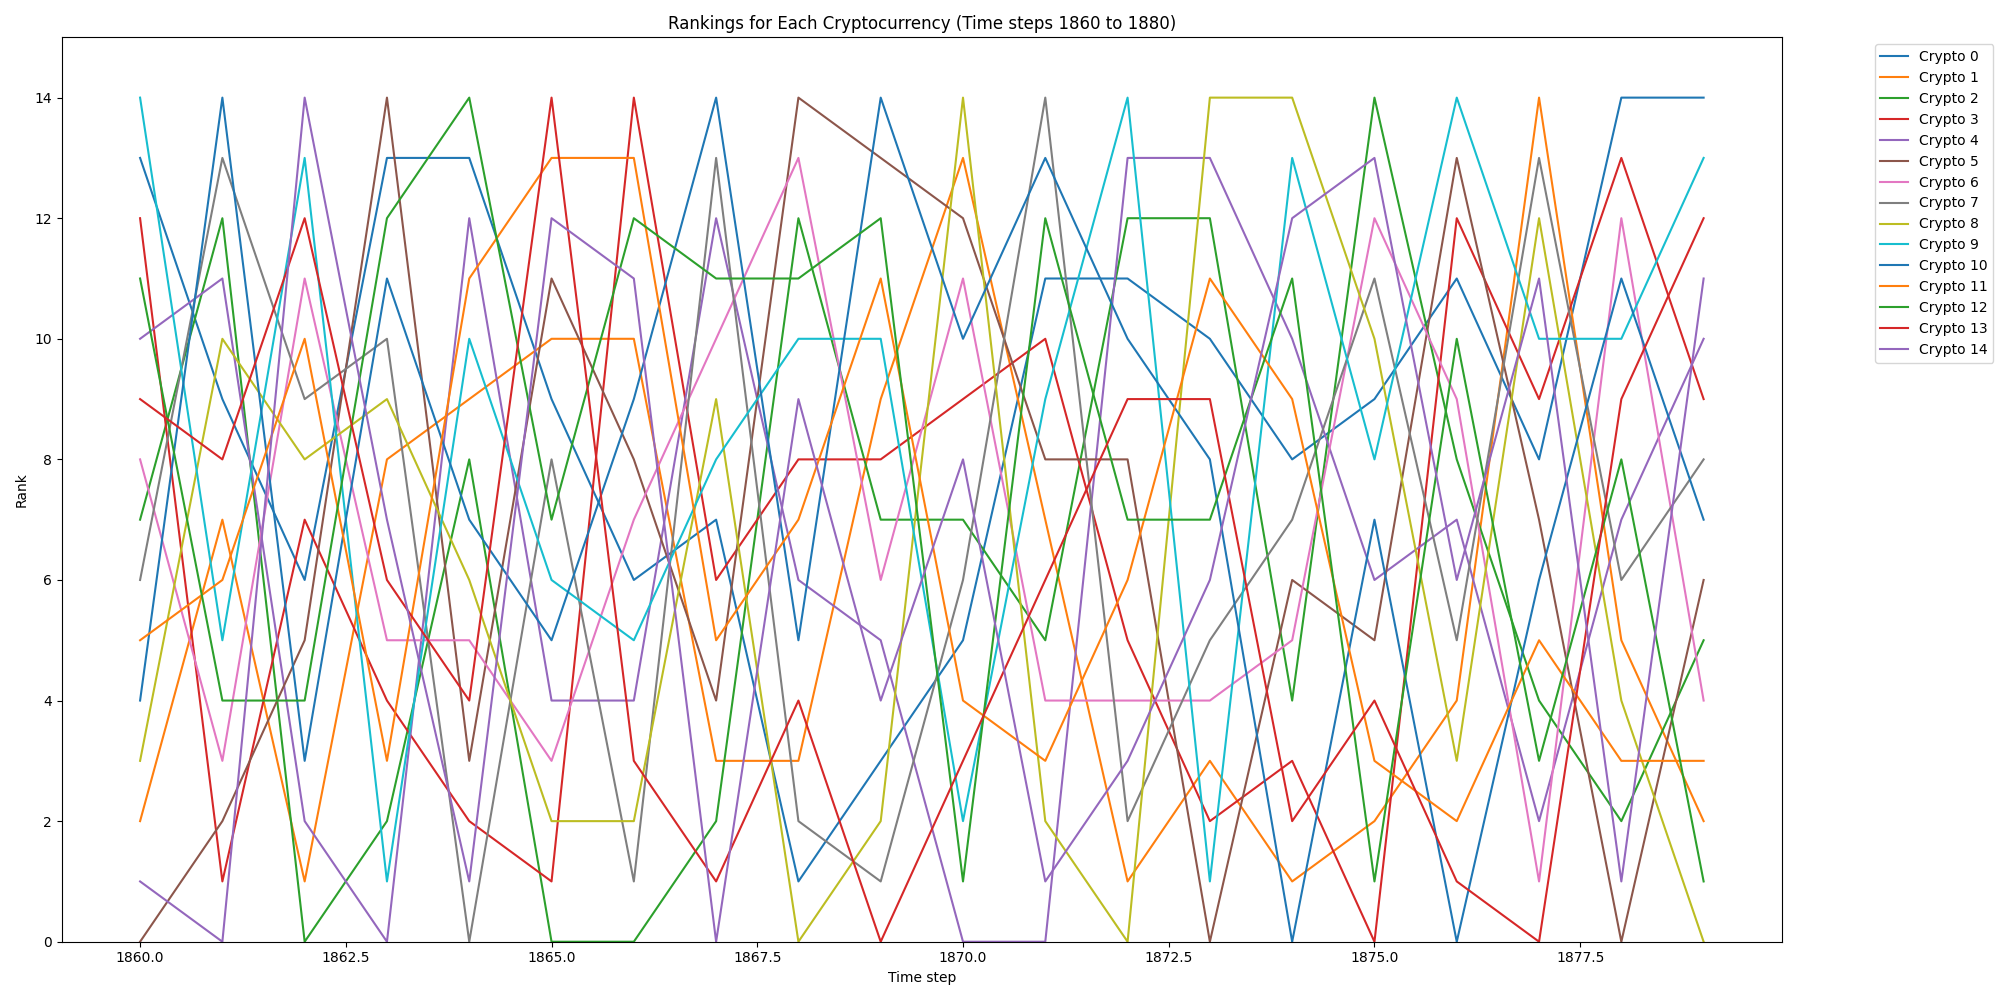 Rankings for Each Cryptocurrency (Time steps 1860 to 1880)
Rank
14
12
10
8
6
4
2
0
1860.0 1862.5 1865.0 1867.5 1870.0 1872.5 1875.0 1877.5
Time step
Crypto 0
Crypto 1
Crypto 2
Crypto 3
Crypto 4
Crypto 5
Crypto 6
Crypto 7
Crypto 8
Crypto 9
Crypto 10
Crypto 11
Crypto 12
Crypto 13
Crypto 14